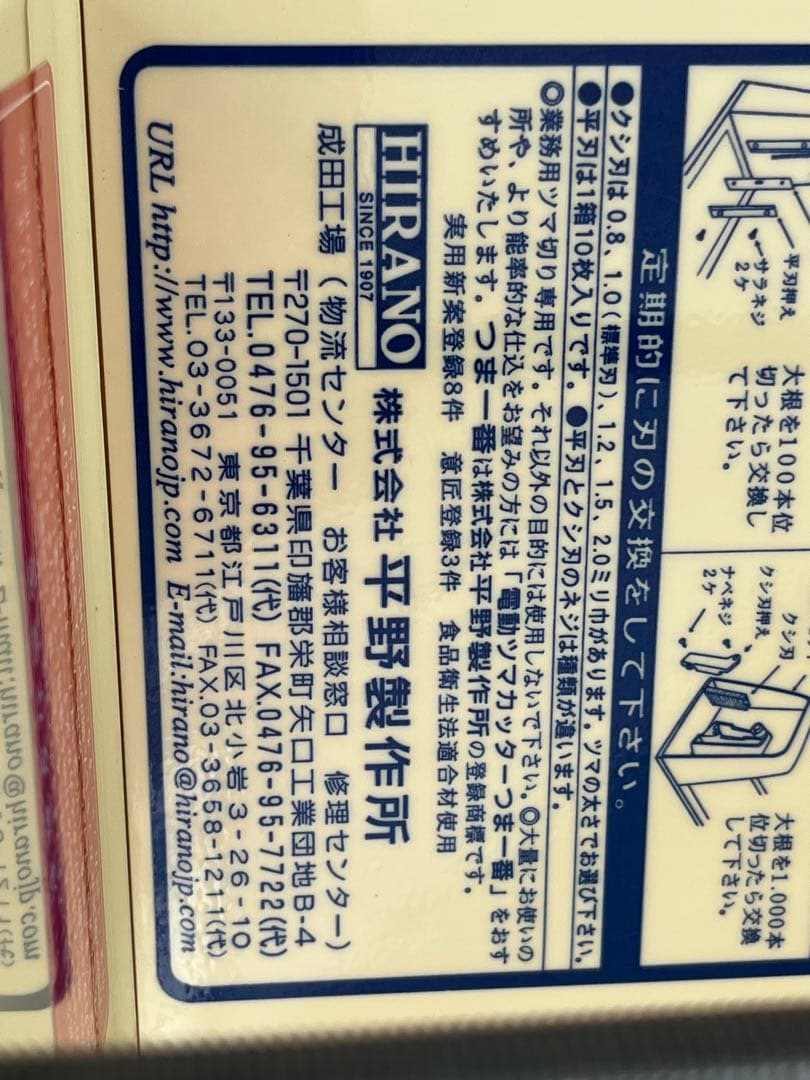 平刃押え
サラネジ
2ケ
大根を100本位
切ったら交換し
て下さい。
クシ刃
クシ刃押え
ナベネジ
2ケ
大根を1.000本
位切ったら交換
して下さい。
定期的に刃の交換をして下さい。
●クシ刃は0.8、1.0(標準刃)、1.2、1.5、2.0ミリ巾があります。ツマの太さでお選び下さい。
●平刃は1箱10枚入りです。●平刃とクシ刃のネジは種類が違います。
◎業務用ツマ切り専用です。それ以外の目的には使用しないで下さい。◎大量にお使いの
所や、より能率的な仕込をお望みの方には「電動ツマカッターつま一番」をおす
すめいたします。つま一番は株式会社平野製作所の登録商標です。
実用新案登録8件 意匠登録3件 食品衛生法適合材使用
HIRANO 株式会社 平野製作所
SINCE 1907
成田工場(物流センター お客様相談窓口 修理センター)
〒270-1501 千葉県印旛郡栄町矢口工業団地B-4
TEL.0476-95-6311(代) FAX.0476-95-7722(代)
〒133-0051 東京都江戸川区北小岩3-26-10
TEL.03-3672-6711(代) FAX.03-3658-1211(代)
URL http://www.hiranojp.com E-mail:hirano@hiranojp.com